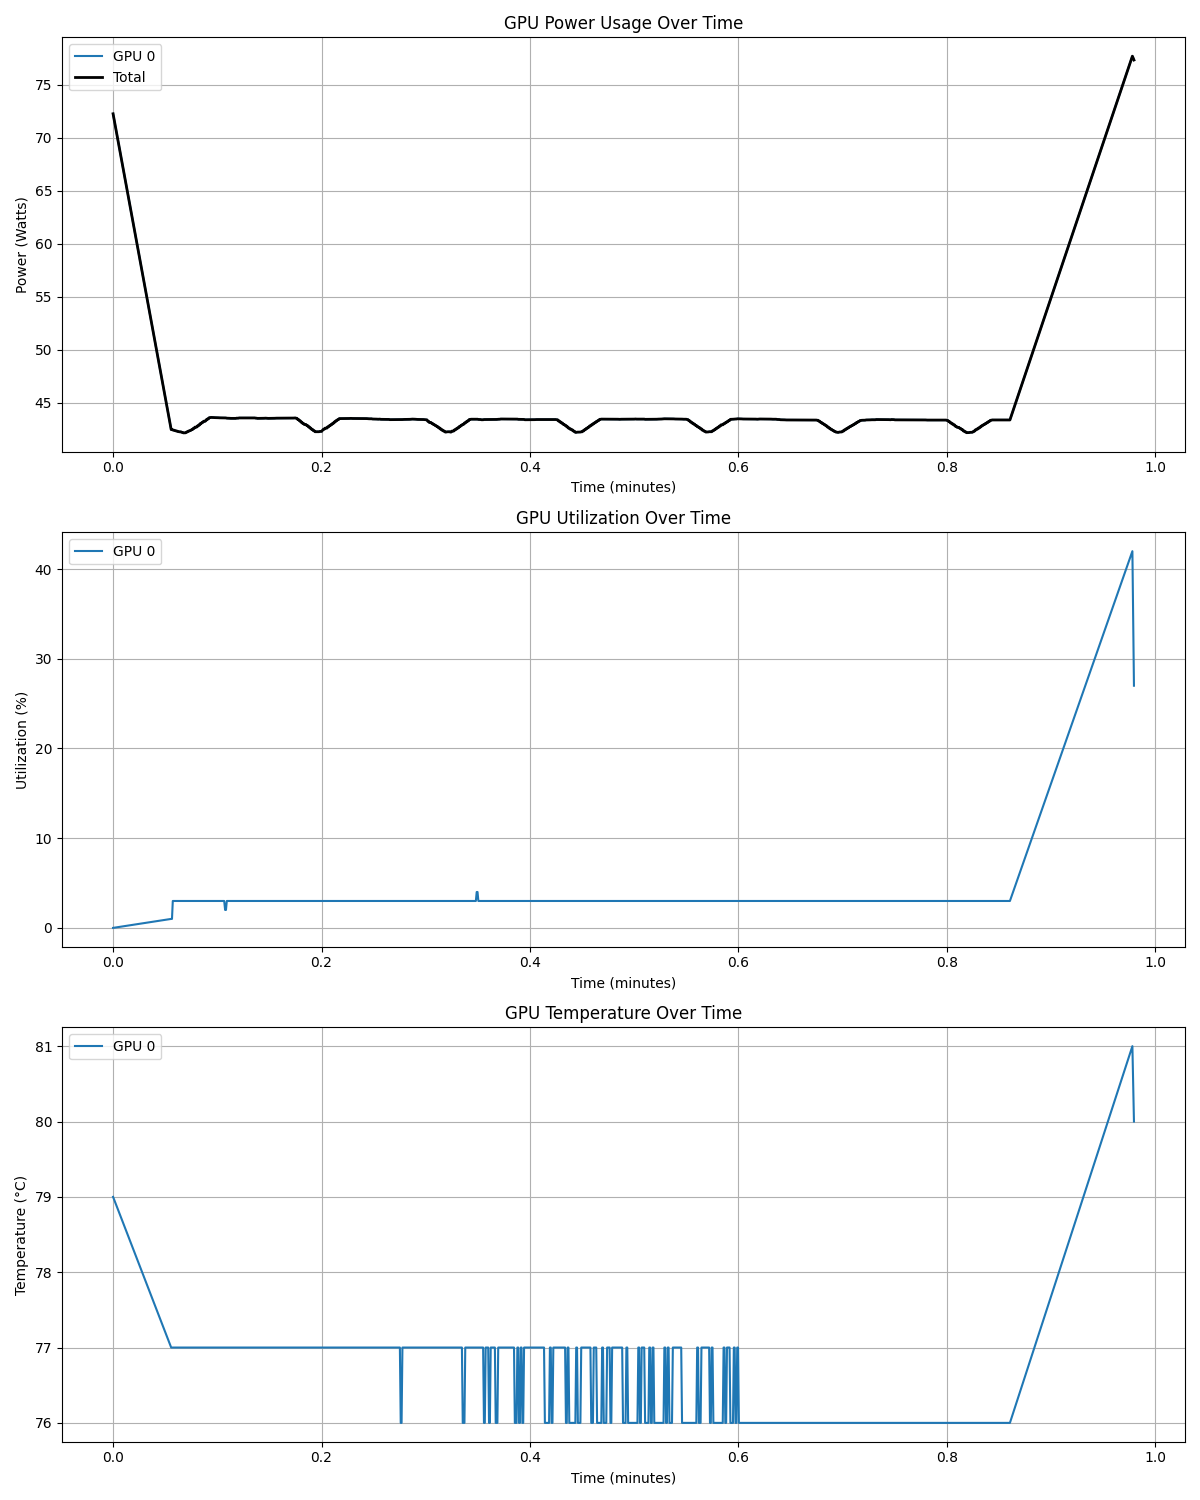 GPU Power Usage Over Time
GPU 0
Total
75
70
65
60
55
50
45
Power (Watts)
0.0 0.2 0.4 0.6 0.8 1.0
Time (minutes)
GPU Utilization Over Time
GPU 0
40
30
20
10
0
Utilization (%)
0.0 0.2 0.4 0.6 0.8 1.0
Time (minutes)
GPU Temperature Over Time
GPU 0
81
80
79
78
77
76
Temperature (°C)
0.0 0.2 0.4 0.6 0.8 1.0
Time (minutes)